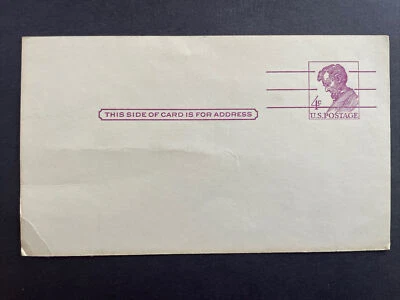 THIS SIDE OF CARD IS FOR ADDRESS
4¢
U.S. POSTAGE